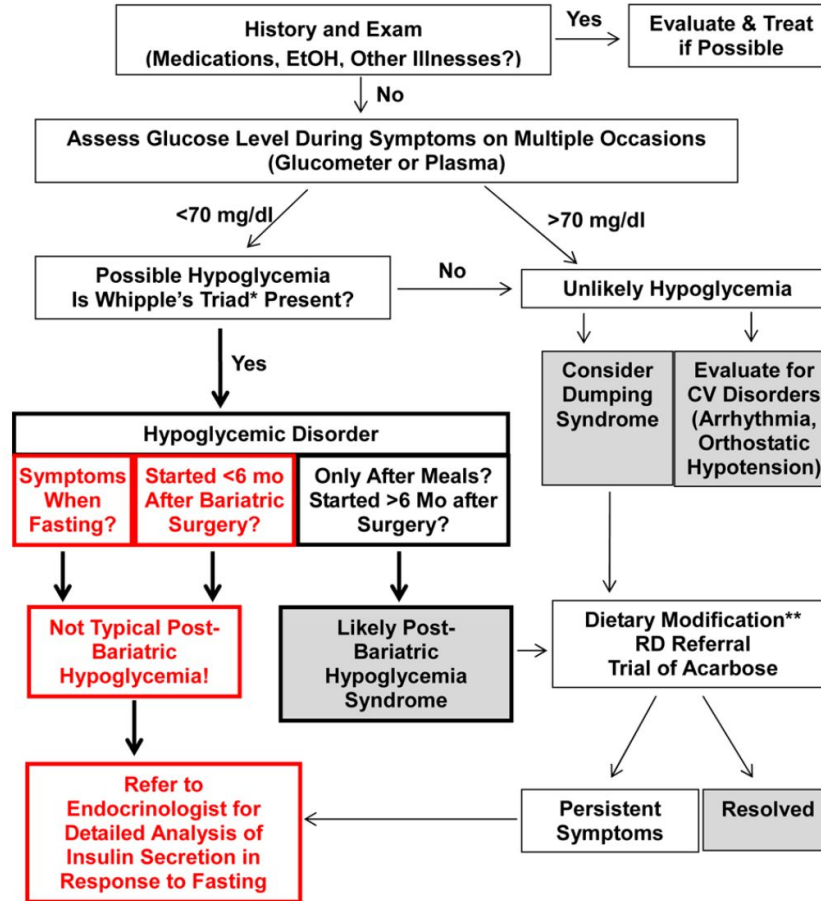 History and Exam
(Medications, EtOH, Other Illnesses?)
Yes
Evaluate & Treat
if Possible
No
Assess Glucose Level During Symptoms on Multiple Occasions
(Glucometer or Plasma)
<70 mg/dl
>70 mg/dl
Possible Hypoglycemia
Is Whipple's Triad* Present?
No
Unlikely Hypoglycemia
Yes
Consider
Dumping
Syndrome
Evaluate for
CV Disorders
(Arrhythmia,
Orthostatic
Hypotension)
Hypoglycemic Disorder
Symptoms
When
Fasting?
Started <6 mo
After Bariatric
Surgery?
Only After Meals?
Started >6 Mo after
Surgery?
Not Typical Post-
Bariatric
Hypoglycemia!
Likely Post-
Bariatric
Hypoglycemia
Syndrome
Dietary Modification**
RD Referral
Trial of Acarbose
Refer to
Endocrinologist for
Detailed Analysis of
Insulin Secretion in
Response to Fasting
Persistent
Symptoms
Resolved